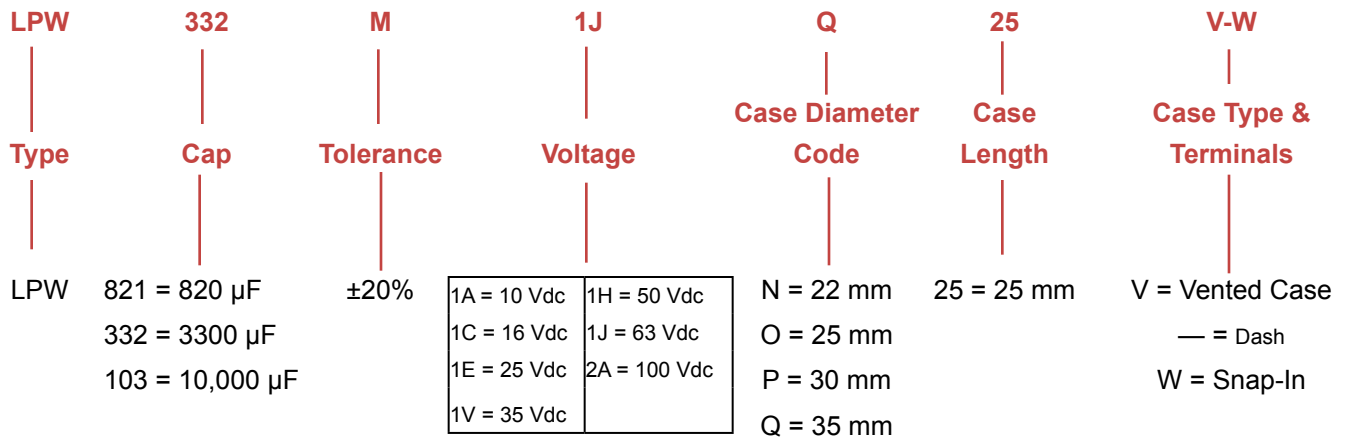 LPW 332 M 1J Q 25 V-W
Case Diameter Case Case Type &
Type Cap Tolerance Voltage Code Length Terminals
LPW 821 = 820 µF ±20% 1A = 10 Vdc 1H = 50 Vdc N = 22 mm 25 = 25 mm V = Vented Case
332 = 3300 µF 1C = 16 Vdc 1J = 63 Vdc O = 25 mm — = Dash
103 = 10,000 µF 1E = 25 Vdc 2A = 100 Vdc P = 30 mm W = Snap-In
1V = 35 Vdc Q = 35 mm